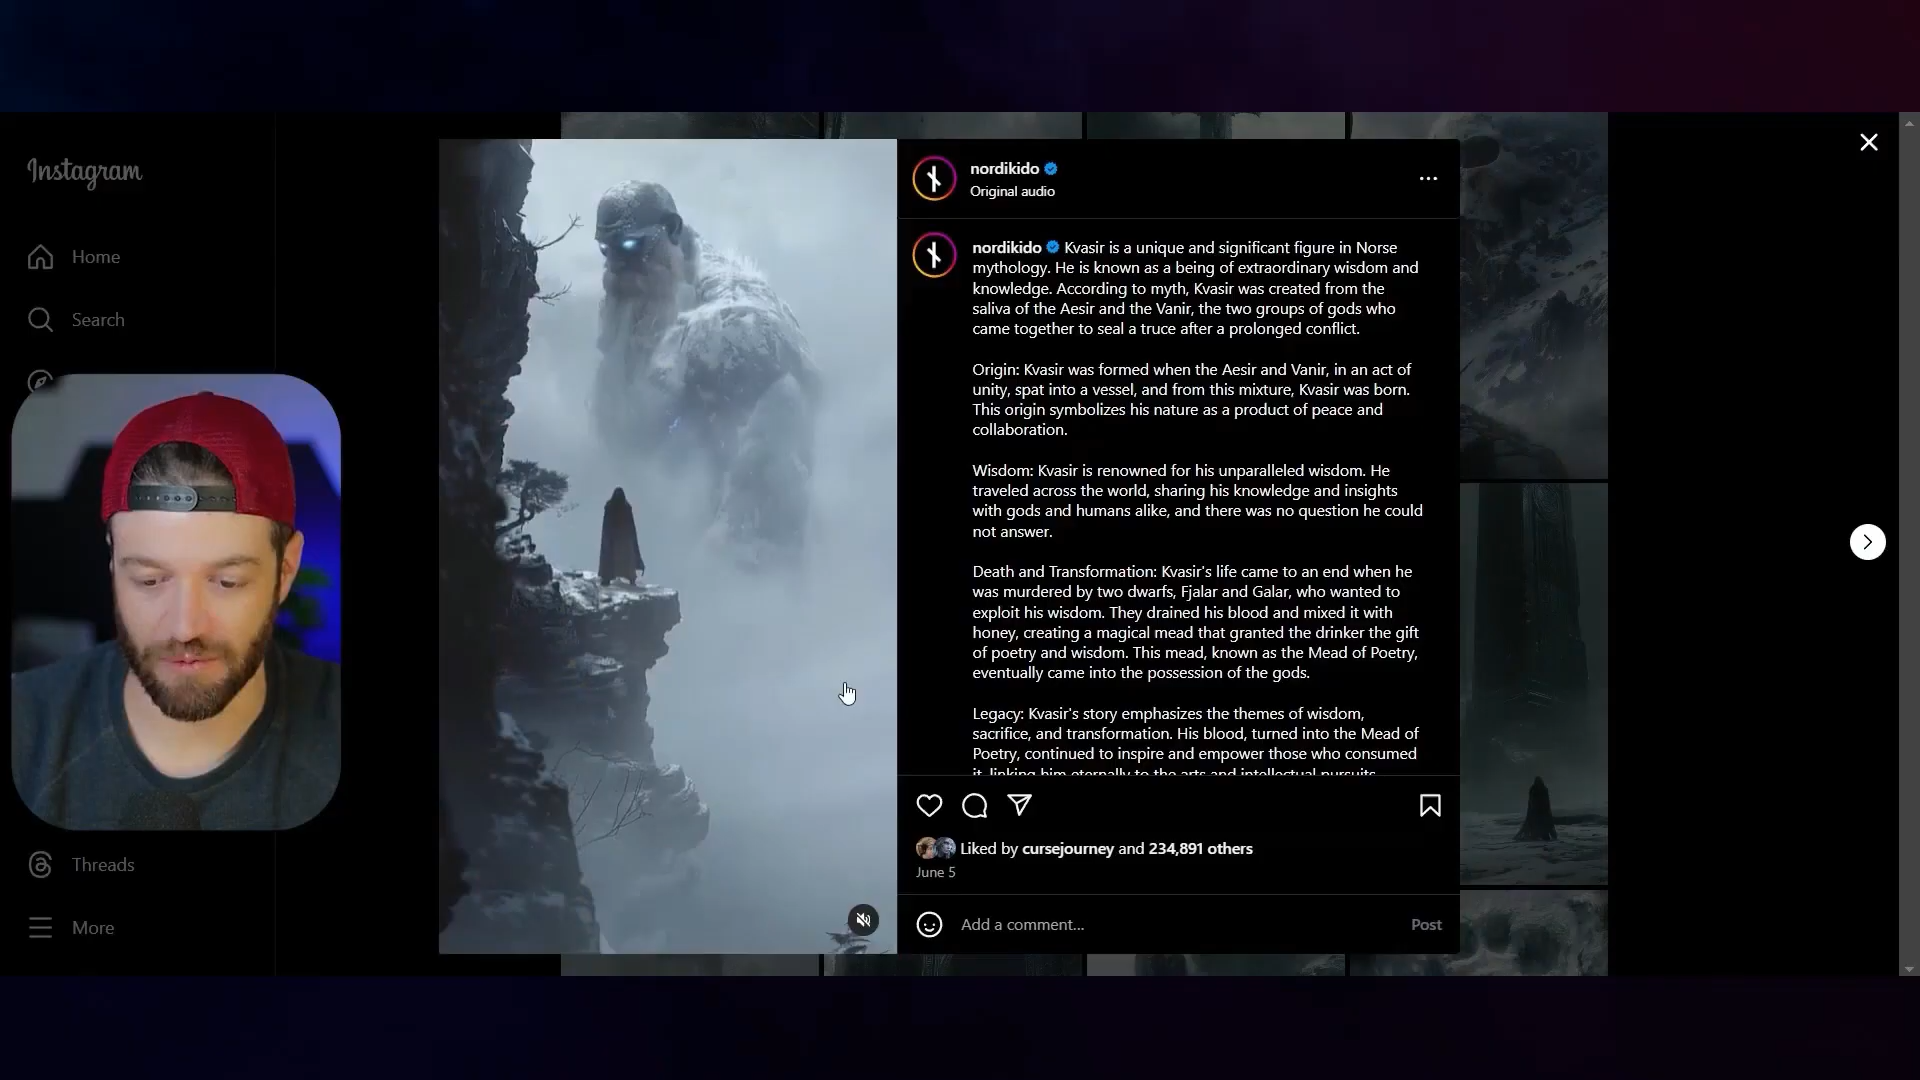 Instagram
Home
Search
Threads
More
nordikido
Original audio
nordikido Kvasir is a unique and significant figure in Norse
mythology. He is known as a being of extraordinary wisdom and
knowledge. According to myth, Kvasir was created from the
saliva of the Aesir and the Vanir, the two groups of gods who
came together to seal a truce after a prolonged conflict.
Origin: Kvasir was formed when the Aesir and Vanir, in an act of
unity, spat into a vessel, and from this mixture, Kvasir was born.
This origin symbolizes his nature as a product of peace and
collaboration.
Wisdom: Kvasir is renowned for his unparalleled wisdom. He
traveled across the world, sharing his knowledge and insights
with gods and humans alike, and there was no question he could
not answer.
Death and Transformation: Kvasir's life came to an end when he
was murdered by two dwarfs, Fjalar and Galar, who wanted to
exploit his wisdom. They drained his blood and mixed it with
honey, creating a magical mead that granted the drinker the gift
of poetry and wisdom. This mead, known as the Mead of Poetry,
eventually came into the possession of the gods.
Legacy: Kvasir's story emphasizes the themes of wisdom,
sacrifice, and transformation. His blood, turned into the Mead of
Poetry, continued to inspire and empower those who consumed
it, linking him eternally to the arts and intellectual pursuits.
Liked by cursejourney and 234,891 others
June 5
Add a comment...
Post